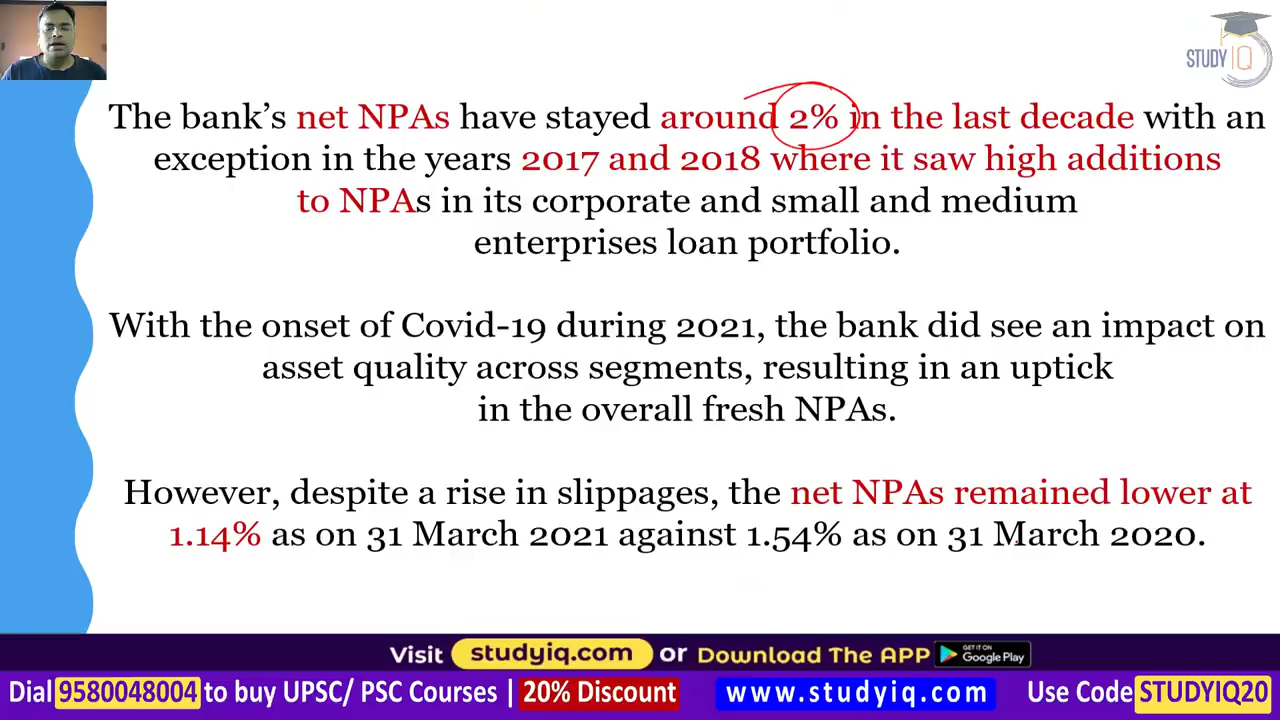 STUDY IQ
The bank's net NPAs have stayed around 2% in the last decade with an
exception in the years 2017 and 2018 where it saw high additions
to NPAs in its corporate and small and medium
enterprises loan portfolio.
With the onset of Covid-19 during 2021, the bank did see an impact on
asset quality across segments, resulting in an uptick
in the overall fresh NPAs.
However, despite a rise in slippages, the net NPAs remained lower at
1.14% as on 31 March 2021 against 1.54% as on 31 March 2020.
Visit studyiq.com or Download The APP GET IT ON Google Play
Dial 9580048004 to buy UPSC/ PSC Courses | 20% Discount www.studyiq.com Use Code STUDYIQ20